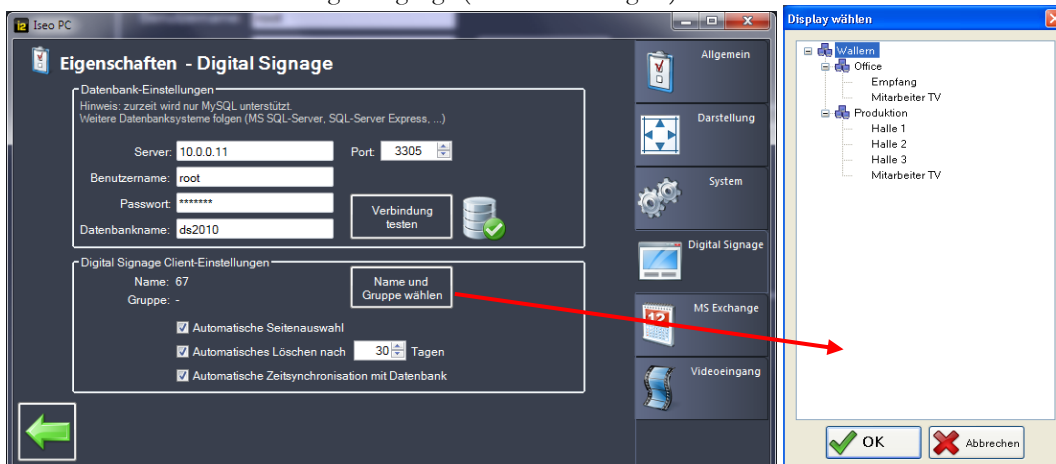 Iseo PC
Eigenschaften - Digital Signage
Datenbank-Einstellungen
Hinweis: zurzeit wird nur MySQL unterstützt.
Weitere Datenbanksysteme folgen (MS SQL-Server, SQL-Server Express, ...)
Server: 10.0.0.11 Port: 3305
Benutzername: root
Passwort: *******
Datenbankname: ds2010
Verbindung
testen
Digital Signage Client-Einstellungen
Name: 67
Gruppe: -
Name und
Gruppe wählen
Automatische Seitenauswahl
Automatisches Löschen nach 30 Tagen
Automatische Zeitsynchronisation mit Datenbank
Allgemein
Darstellung
System
Digital Signage
MS Exchange
12
Videoeingang
Display wählen
Wallern
Office
Empfang
Mitarbeiter TV
Produktion
Halle 1
Halle 2
Halle 3
Mitarbeiter TV
OK
Abbrechen